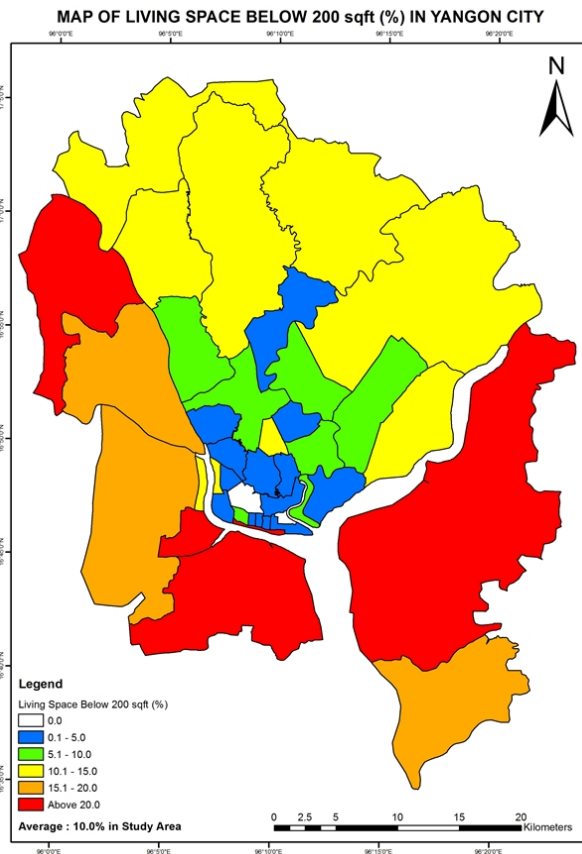 MAP OF LIVING SPACE BELOW 200 sqft (%) IN YANGON CITY
96°0'0"E 96°5'0"E 96°10'0"E 96°15'0"E 96°20'0"E
N
Legend
Living Space Below 200 sqft (%)
0.0
0.1 - 5.0
5.1 - 10.0
10.1 - 15.0
15.1 - 20.0
Above 20.0
Average : 10.0% in Study Area
0 2.5 5 10 15 20
Kilometers
96°0'0"E 96°5'0"E 96°10'0"E 96°15'0"E 96°20'0"E